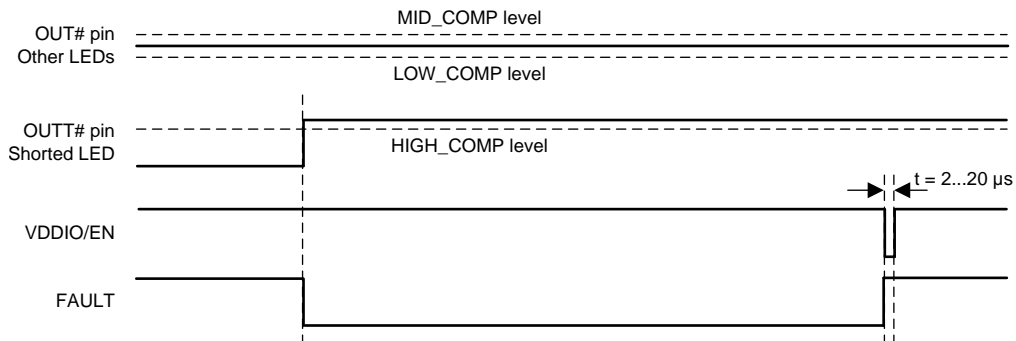 MID_COMP level
OUT# pin
Other LEDs
LOW_COMP level
OUTT# pin
Shorted LED
HIGH_COMP level
t = 2...20 µs
VDDIO/EN
FAULT